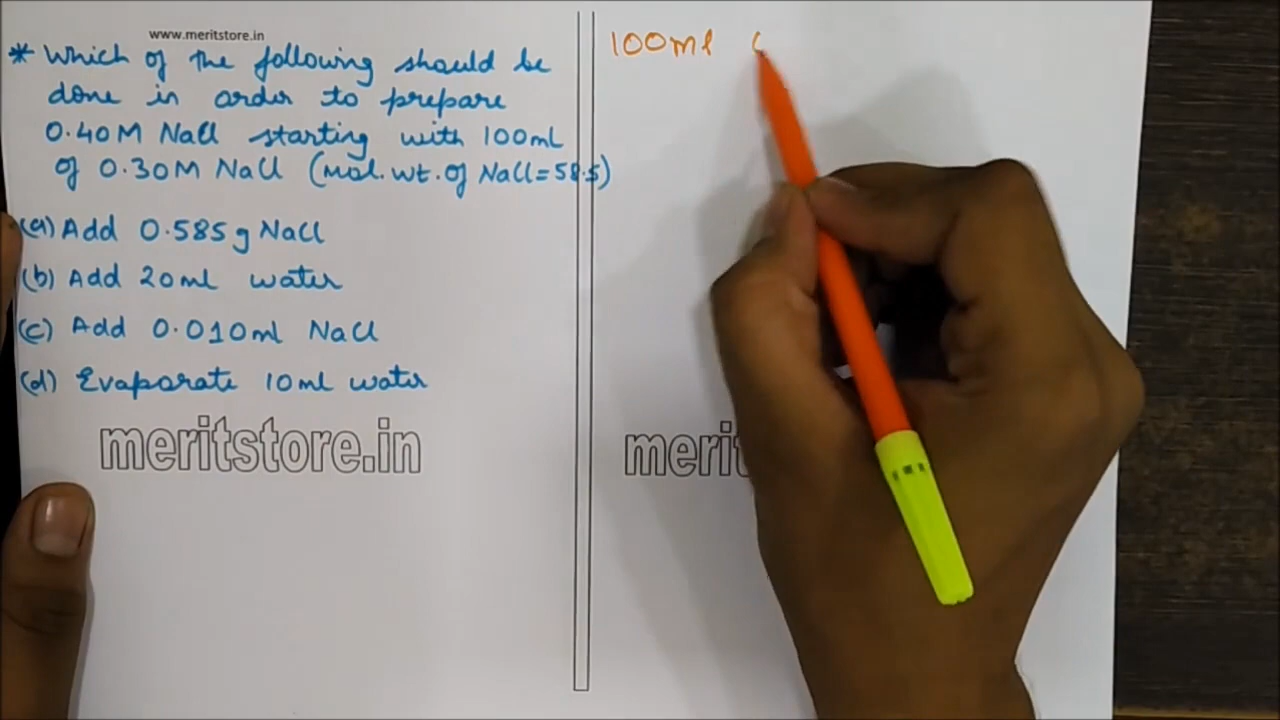 www.meritstore.in
* Which of the following should be
done in order to prepare
0.40M NaCl starting with 100ml
of 0.30M NaCl (mol.wt.of NaCl=58.5)
(a) Add 0.585g NaCl
(b) Add 20ml water
(c) Add 0.010ml NaCl
(d) Evaporate 10ml water
meritstore.in
100ml
merit